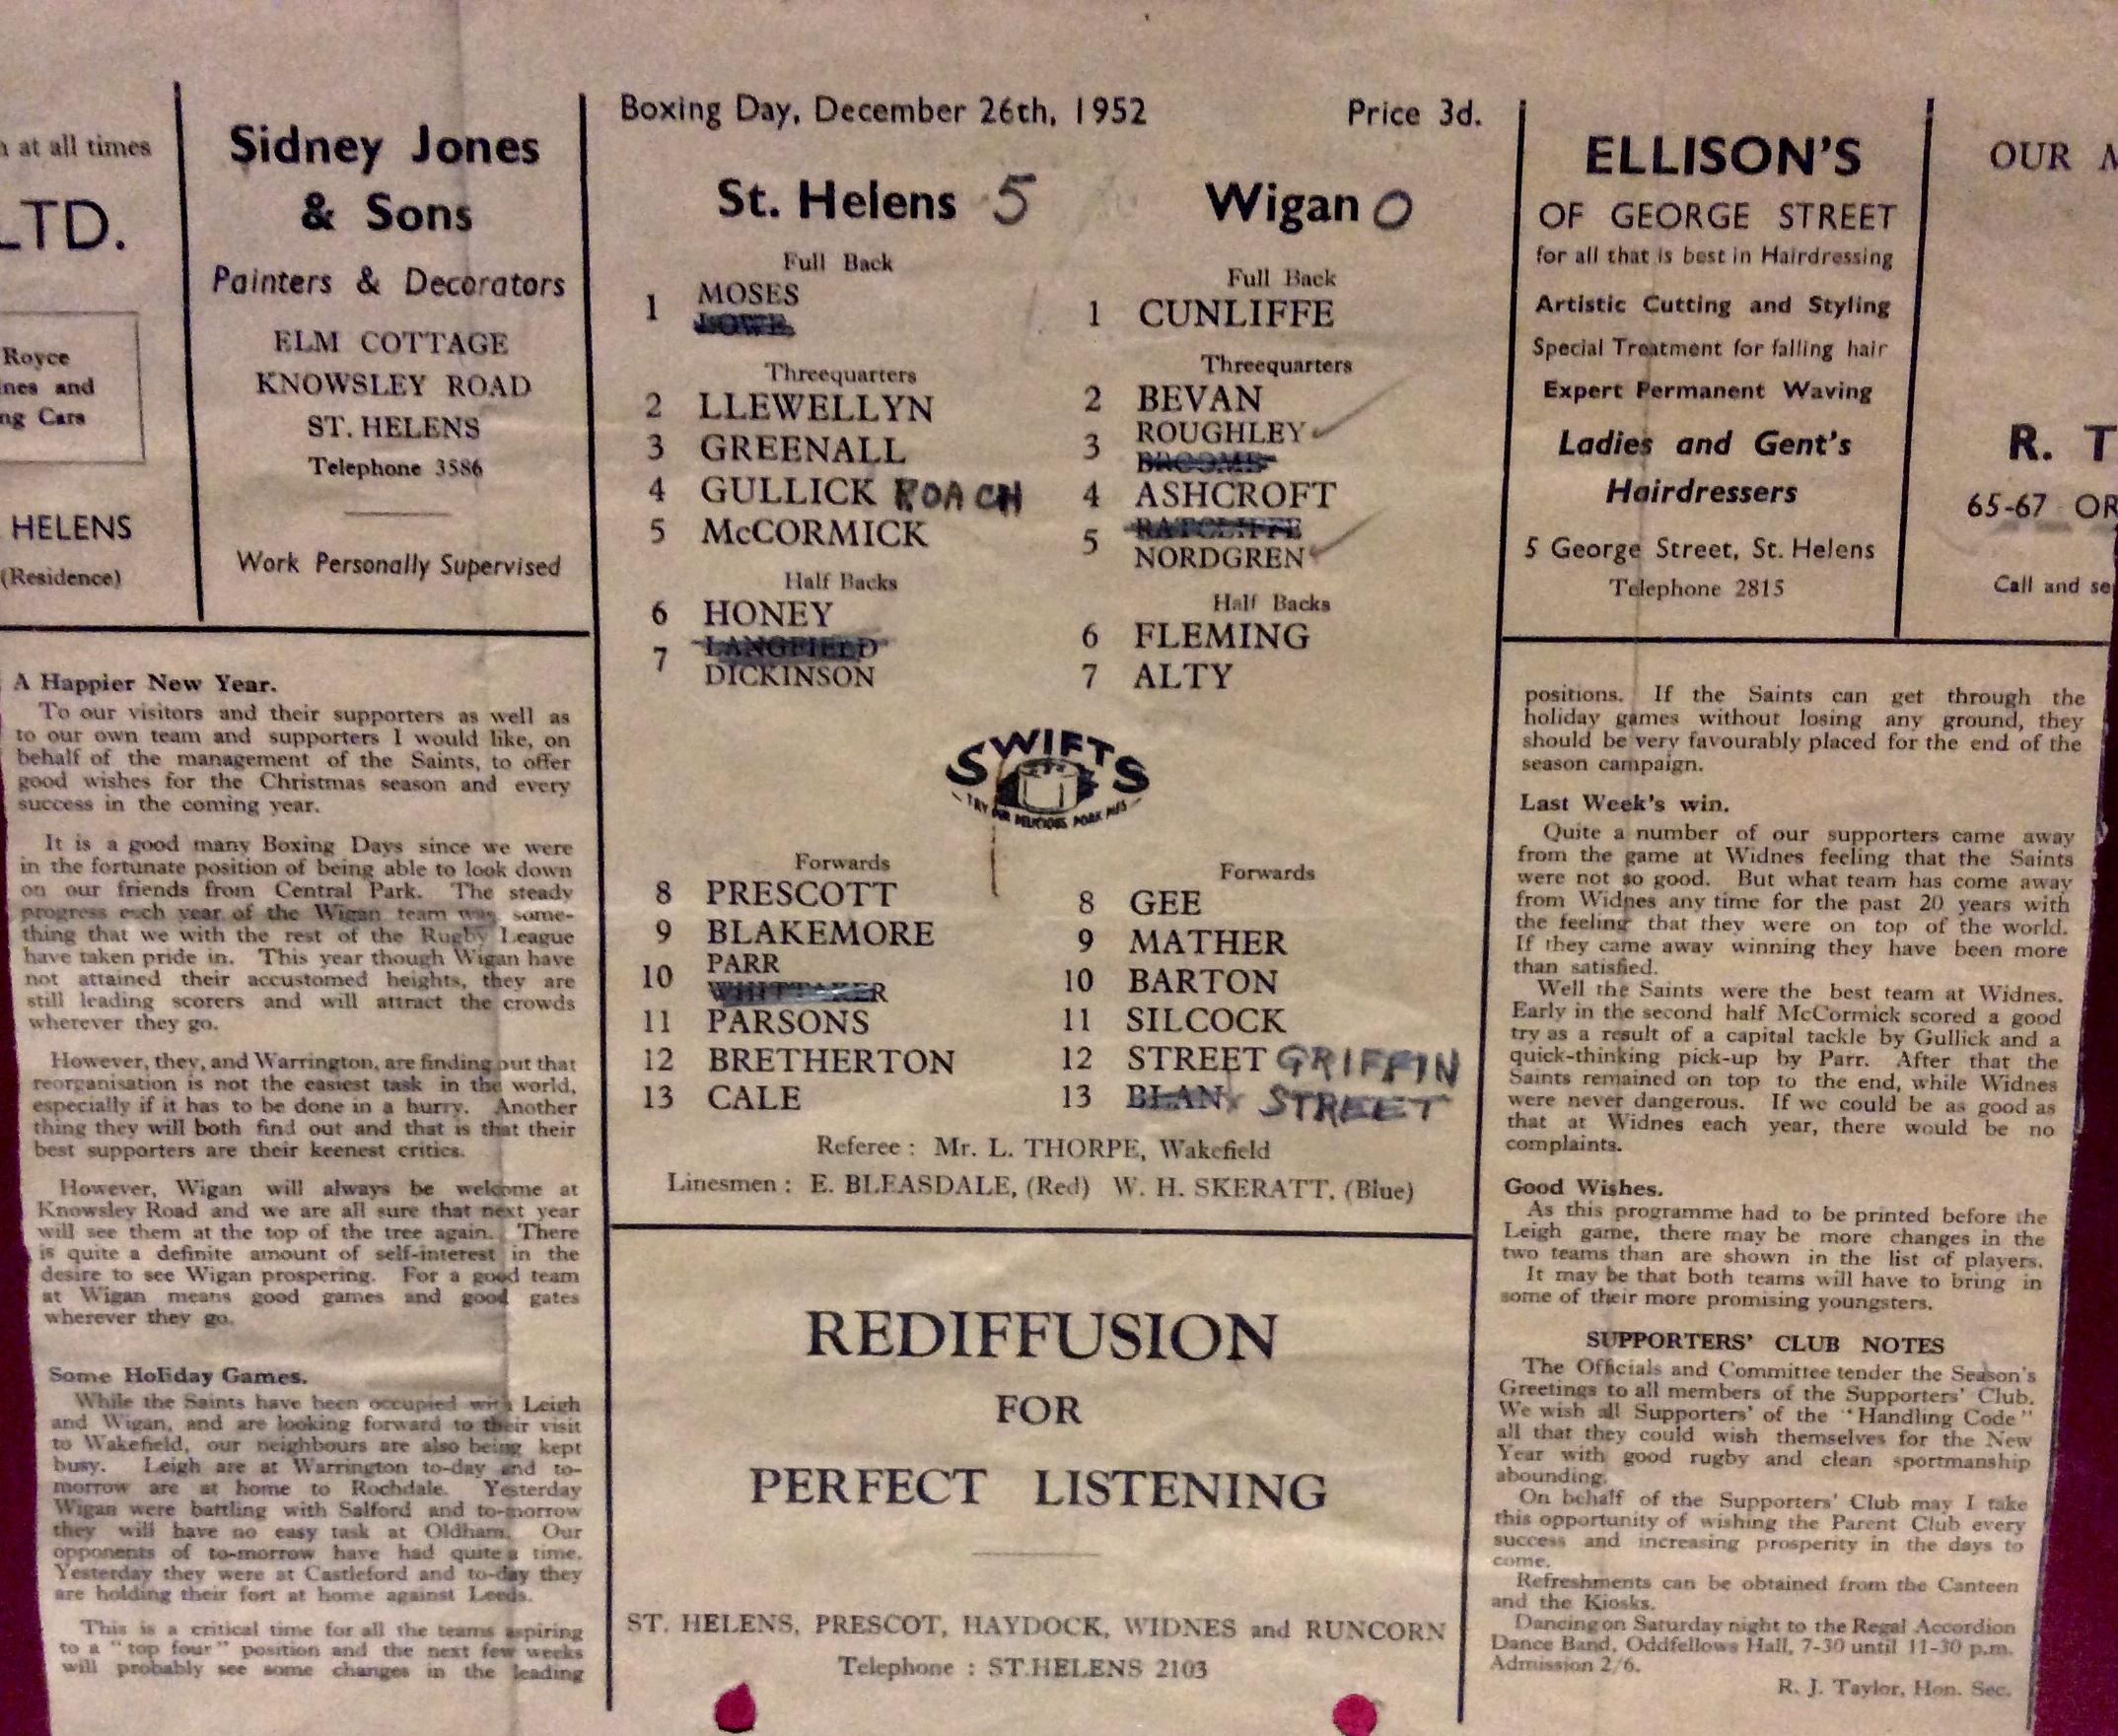 n at all times
LTD.
Royce
ines and
ng Cars
HELENS
(Residence)
Sidney Jones
& Sons
Painters & Decorators
ELM COTTAGE
KNOWSLEY ROAD
ST. HELENS
Telephone 3586
Work Personally Supervised
A Happier New Year.
To our visitors and their supporters as well as
to our own team and supporters I would like, on
behalf of the management of the Saints, to offer
good wishes for the Christmas season and every
success in the coming year.
It is a good many Boxing Days since we were
in the fortunate position of being able to look down
on our friends from Central Park. The steady
progress each year of the Wigan team was some-
thing that we with the rest of the Rugby League
have taken pride in. This year though Wigan have
not attained their accustomed heights, they are
still leading scorers and will attract the crowds
wherever they go.
However, they, and Warrington, are finding out that
reorganisation is not the easiest task in the world,
especially if it has to be done in a hurry. Another
thing they will both find out and that is that their
best supporters are their keenest critics.
However, Wigan will always be welcome at
Knowsley Road and we are all sure that next year
will see them at the top of the tree again. There
is quite a definite amount of self-interest in the
desire to see Wigan prospering. For a good team
at Wigan means good games and good gates
wherever they go.
Some Holiday Games.
While the Saints have been occupied with Leigh
and Wigan, and are looking forward to their visit
to Wakefield, our neighbours are also being kept
busy. Leigh are at Warrington to-day and to-
morrow are at home to Rochdale. Yesterday
Wigan were battling with Salford and to-morrow
they will have no easy task at Oldham. Our
opponents of to-morrow have had quite a time.
Yesterday they were at Castleford and to-day they
are holding their fort at home against Leeds.
This is a critical time for all the teams aspiring
to a "top four" position and the next few weeks
will probably see some changes in the leading
Boxing Day, December 26th, 1952 Price 3d.
St. Helens 5
Full Back
1 MOSES
LOWE
Threequarters
2 LLEWELLYN
3 GREENALL
4 GULLICK ROACH
5 McCORMICK
Half Backs
6 HONEY
7 LANGFIELD
DICKINSON
Wigan 0
Full Back
1 CUNLIFFE
Threequarters
2 BEVAN
3 ROUGHLEY
BROOME
4 ASHCROFT
5 RATCLIFFE
NORDGREN
Half Backs
6 FLEMING
7 ALTY
SWIFTS
TRY OUR DELICIOUS PORK PIES
Forwards
8 PRESCOTT
9 BLAKEMORE
10 PARR
WHITTAKER
11 PARSONS
12 BRETHERTON
13 CALE
Forwards
8 GEE
9 MATHER
10 BARTON
11 SILCOCK
12 STREET GRIFFIN
13 BLAN STREET
Referee : Mr. L. THORPE, Wakefield
Linesmen : E. BLEASDALE, (Red) W. H. SKERATT, (Blue)
REDIFFUSION
FOR
PERFECT LISTENING
ST. HELENS, PRESCOT, HAYDOCK, WIDNES and RUNCORN
Telephone : ST.HELENS 2103
ELLISON'S
OF GEORGE STREET
for all that is best in Hairdressing
Artistic Cutting and Styling
Special Treatment for falling hair
Expert Permanent Waving
Ladies and Gent's
Hairdressers
5 George Street, St. Helens
Telephone 2815
OUR M
R. T
65-67 OR
Call and se
positions. If the Saints can get through the
holiday games without losing any ground, they
should be very favourably placed for the end of the
season campaign.
Last Week's win.
Quite a number of our supporters came away
from the game at Widnes feeling that the Saints
were not so good. But what team has come away
from Widnes any time for the past 20 years with
the feeling that they were on top of the world.
If they came away winning they have been more
than satisfied.
Well the Saints were the best team at Widnes.
Early in the second half McCormick scored a good
try as a result of a capital tackle by Gullick and a
quick-thinking pick-up by Parr. After that the
Saints remained on top to the end, while Widnes
were never dangerous. If we could be as good as
that at Widnes each year, there would be no
complaints.
Good Wishes.
As this programme had to be printed before the
Leigh game, there may be more changes in the
two teams than are shown in the list of players.
It may be that both teams will have to bring in
some of their more promising youngsters.
SUPPORTERS' CLUB NOTES
The Officials and Committee tender the Season's
Greetings to all members of the Supporters' Club.
We wish all Supporters' of the "Handling Code"
all that they could wish themselves for the New
Year with good rugby and clean sportmanship
abounding.
On behalf of the Supporters' Club may I take
this opportunity of wishing the Parent Club every
success and increasing prosperity in the days to
come.
Refreshments can be obtained from the Canteen
and the Kiosks.
Dancing on Saturday night to the Regal Accordion
Dance Band, Oddfellows Hall, 7-30 until 11-30 p.m.
Admission 2/6.
R. J. Taylor, Hon. Sec.